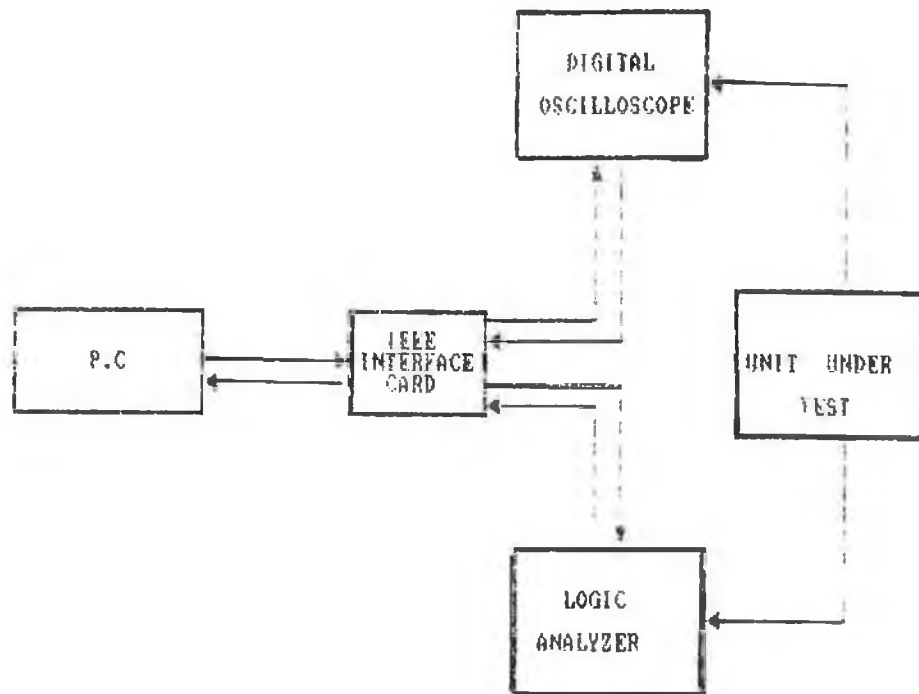 DIGITAL
OSCILLOSCOPE
P.C
IEEE
INTERFACE
CARD
UNIT UNDER
TEST
LOGIC
ANALYZER